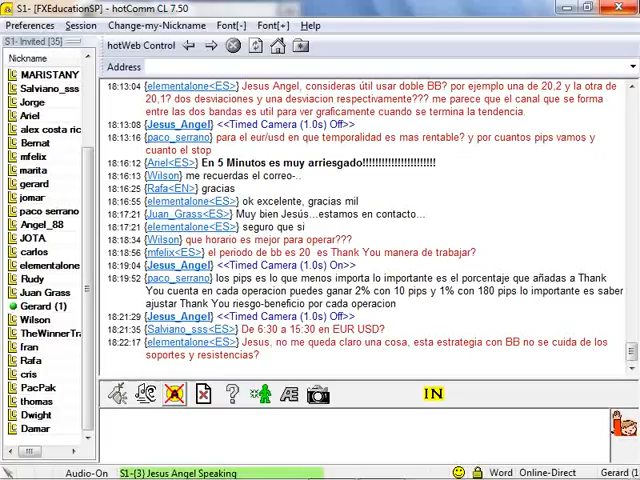 S1- [FXEducationSP] - hotComm CL 7.50
Preferences Session Change-my-Nickname Font[-] Font[+] Help
S1- Invited [35]
Nickname
MARISTANY
Salviano_sss
Jorge
Ariel
alex costa ric
Bernat
mfelix
marita
gerard
jomar
paco serrano
Angel_88
JOTA
carlos
elementalone
Rudy
Juan Grass
Gerard (1)
Wilson
TheWinnerTra
fran
Rafa
cris
PacPak
thomas
Dwight
Damar
hotWeb Control
Address
18:13:04 {elementalone<ES>} Jesus Angel, consideras útil usar doble BB? por ejemplo una de 20,2 y la otra de
20,1? dos desviaciones y una desviacion respectivamente??? me parece que el canal que se forma
entre las dos bandas es util para ver graficamente cuando se termina la tendencia.
18:13:08 {Jesus_Angel} <<Timed Camera (1.0s) Off>>
18:13:16 {paco_serrano} para el eur/usd en que temporalidad es mas rentable? y por cuantos pips vamos y
cuanto el stop
18:16:12 {Ariel<ES>} En 5 Minutos es muy arriesgado!!!!!!!!!!!!!!!!!!!!!!!
18:16:13 {Wilson} me recuerdas el correo-..
18:16:25 {Rafa<EN>} gracias
18:16:55 {elementalone<ES>} ok excelente, gracias mil
18:17:21 {Juan_Grass<ES>} Muy bien Jesús...estamos en contacto...
18:17:21 {elementalone<ES>} seguro que si
18:18:34 {Wilson} que horario es mejor para operar???
18:18:56 {mfelix<ES>} el periodo de bb es 20 es Thank You manera de trabajar?
18:19:04 {Jesus_Angel} <<Timed Camera (1.0s) On>>
18:19:52 {paco_serrano} los pips es lo que menos importa lo importante es el porcentaje que añadas a Thank
You cuenta en cada operacion puedes ganar 2% con 10 pips y 1% con 180 pips lo importante es saber
ajustar Thank You riesgo-beneficio por cada operacion
18:21:29 {Jesus_Angel} <<Timed Camera (1.0s) Off>>
18:21:35 {Salviano_sss<ES>} De 6:30 a 15:30 en EUR USD?
18:22:17 {elementalone<ES>} Jesus, no me queda claro una cosa, esta estrategia con BB no se cuida de los
soportes y resistencias?
IN
Audio-On S1-{3} Jesus Angel Speaking Word Online-Direct Gerard (1